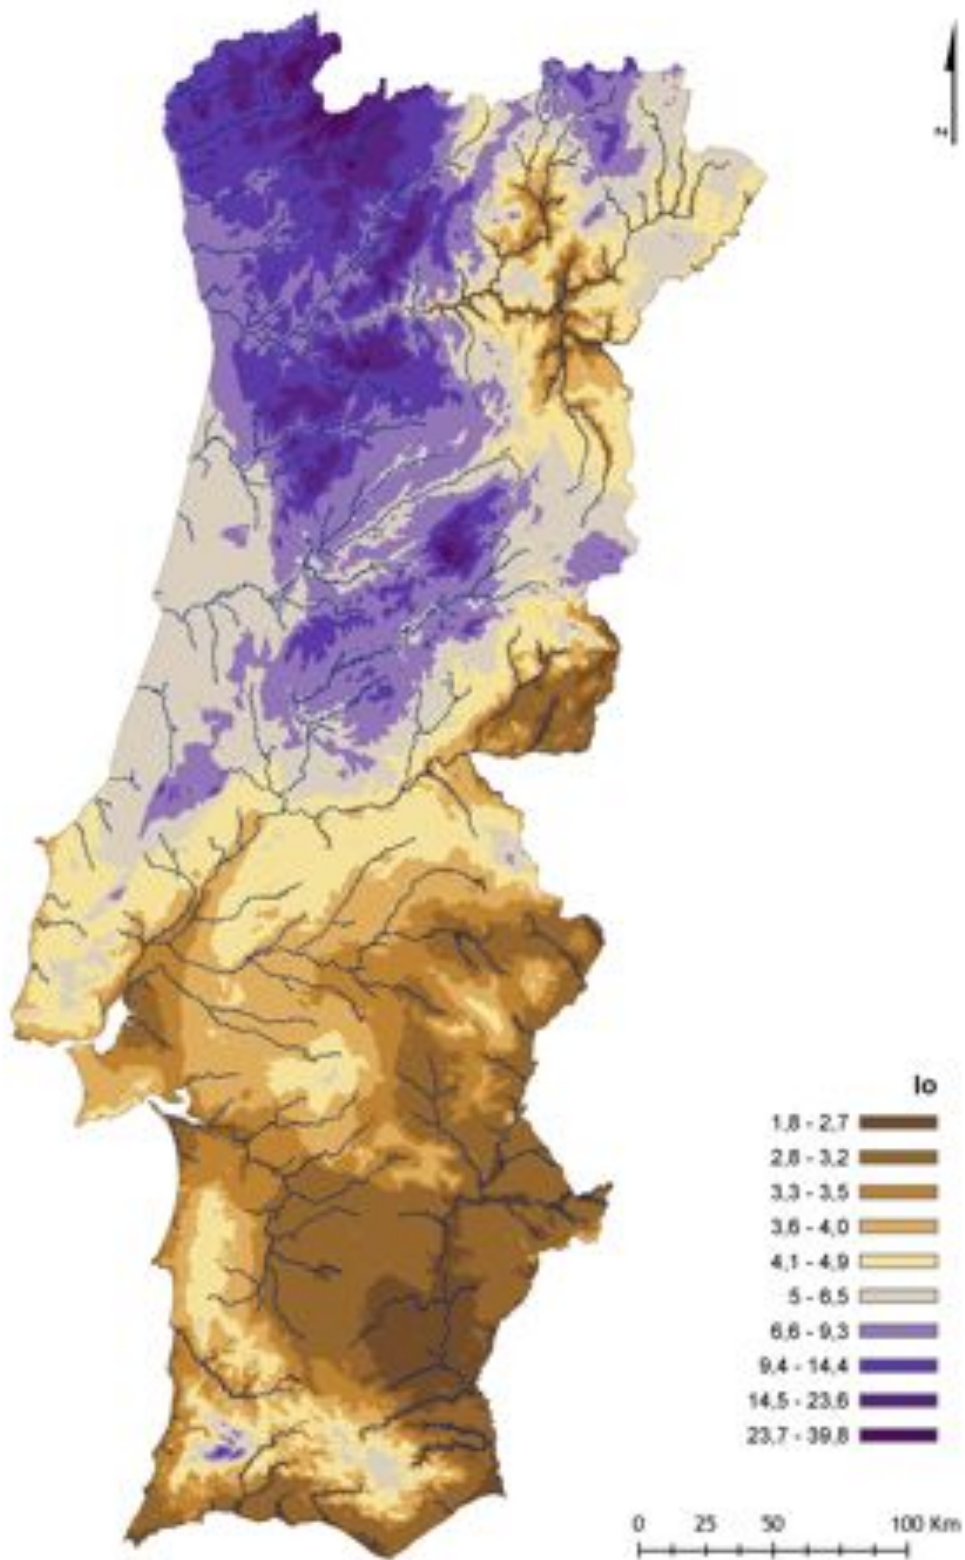 N
Io
1,8 - 2,7
2,8 - 3,2
3,3 - 3,5
3,6 - 4,0
4,1 - 4,9
5 - 6,5
6,6 - 9,3
9,4 - 14,4
14,5 - 23,6
23,7 - 39,8
0 25 50 100 Km